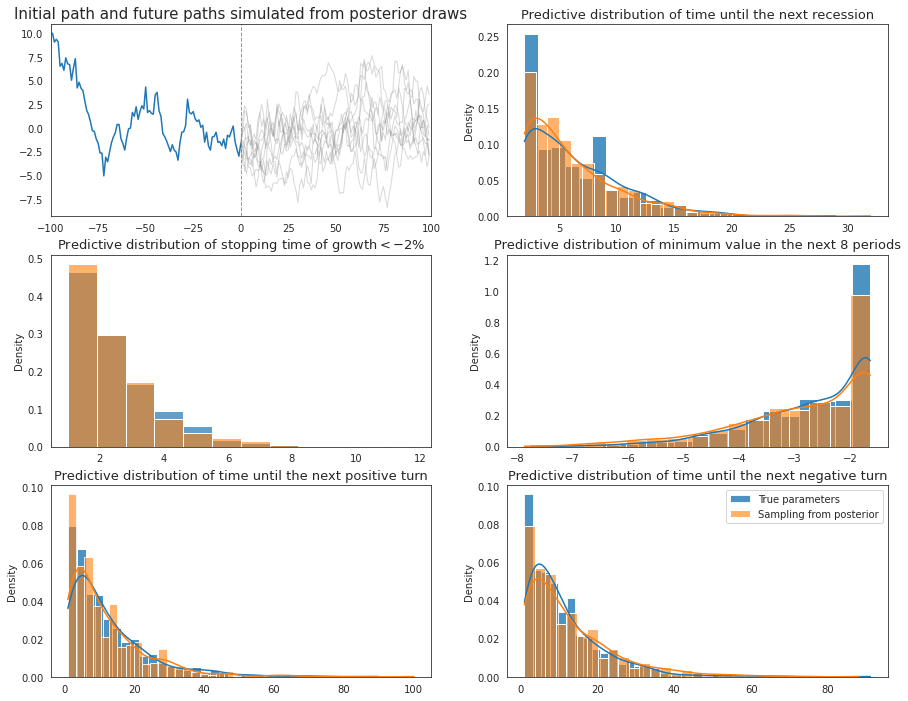 Initial path and future paths simulated from posterior draws
10.0
7.5
5.0
2.5
0.0
−2.5
−5.0
−7.5
−100 −75 −50 −25 0 25 50 75 100
Predictive distribution of time until the next recession
Density
0.25
0.20
0.15
0.10
0.05
0.00
5 10 15 20 25 30
Predictive distribution of stopping time of growth < −2%
Density
0.5
0.4
0.3
0.2
0.1
0.0
2 4 6 8 10 12
Predictive distribution of minimum value in the next 8 periods
Density
1.2
1.0
0.8
0.6
0.4
0.2
0.0
−8 −7 −6 −5 −4 −3 −2
Predictive distribution of time until the next positive turn
Density
0.10
0.08
0.06
0.04
0.02
0.00
0 20 40 60 80 100
Predictive distribution of time until the next negative turn
True parameters
Sampling from posterior
Density
0.10
0.08
0.06
0.04
0.02
0.00
0 20 40 60 80